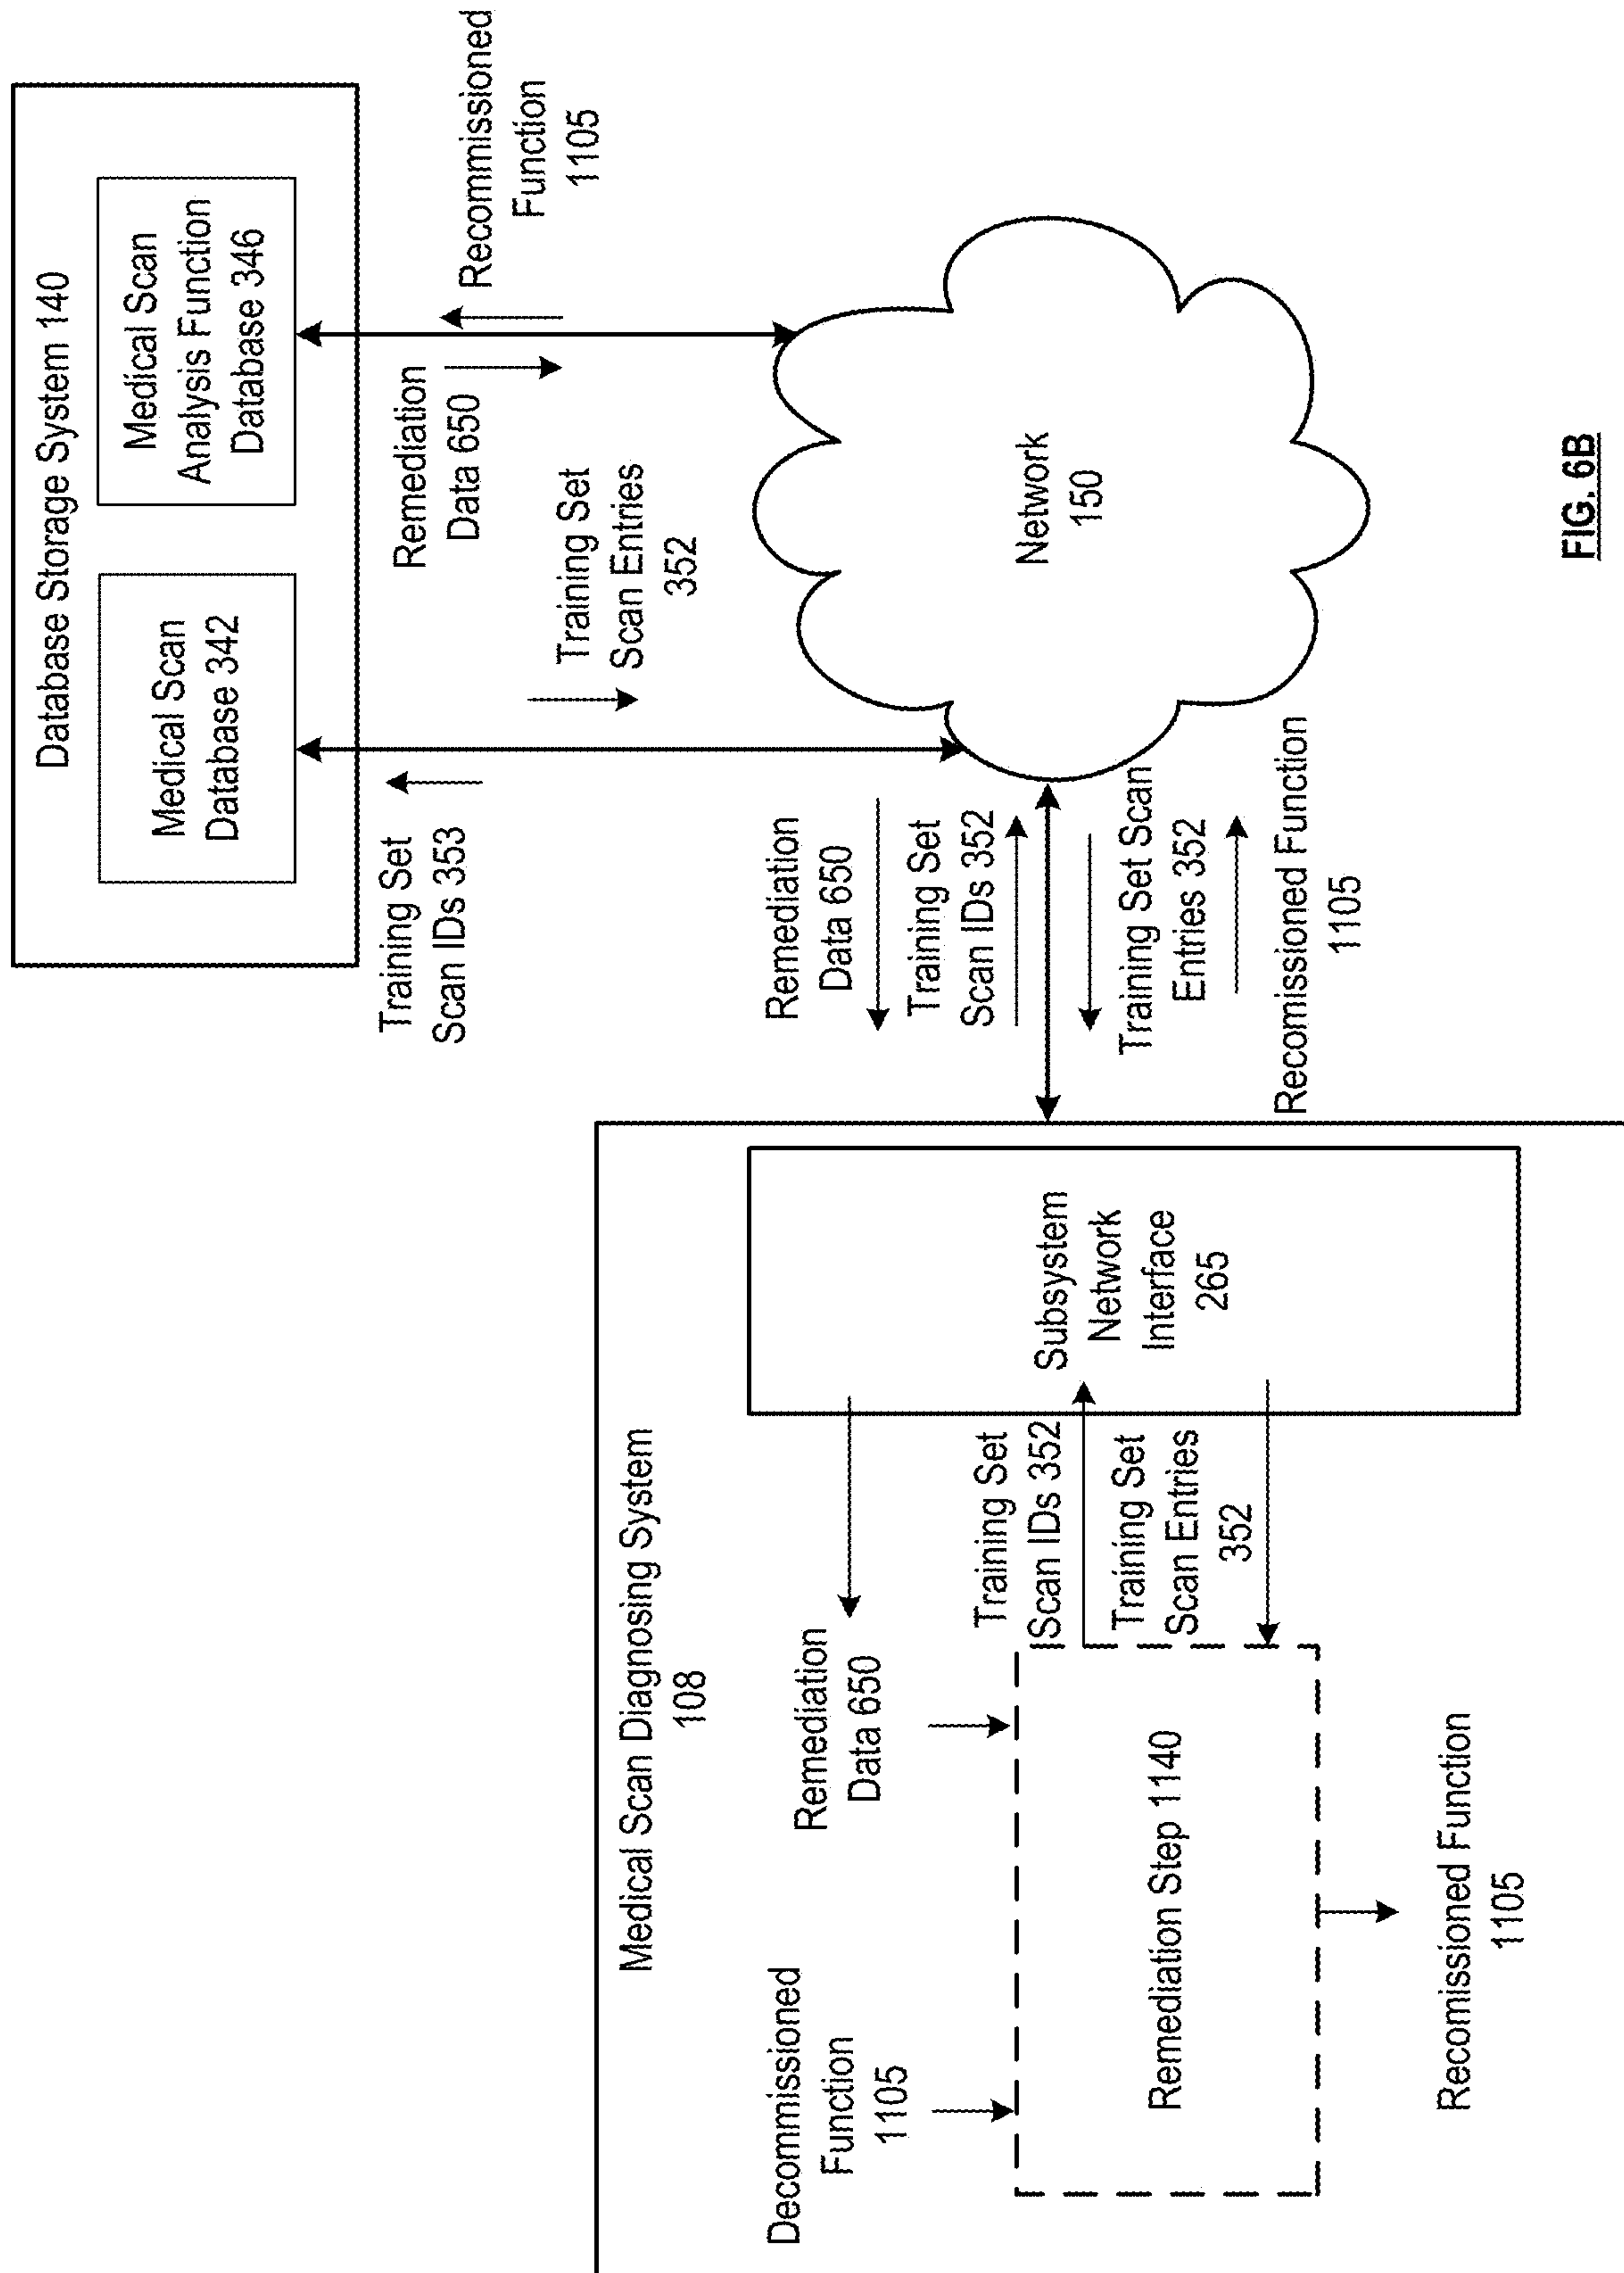 Database Storage System 140
Medical Scan
Database 342
Medical Scan
Analysis Function
Database 346
Training Set
Scan IDs 353
Training Set
Scan Entries
352
Remediation
Data 650
Recommissioned
Function
1105
Network
150
Remediation
Data 650
Training Set
Scan IDs 352
Training Set Scan
Entries 352
Recomissioned Function
1105
Medical Scan Diagnosing System
108
Subsystem
Network
Interface
265
Decommissioned
Function
1105
Remediation
Data 650
Training Set
Scan IDs 352
Training Set
Scan Entries
352
Remediation Step 1140
Recomissioned Function
1105
FIG. 6B